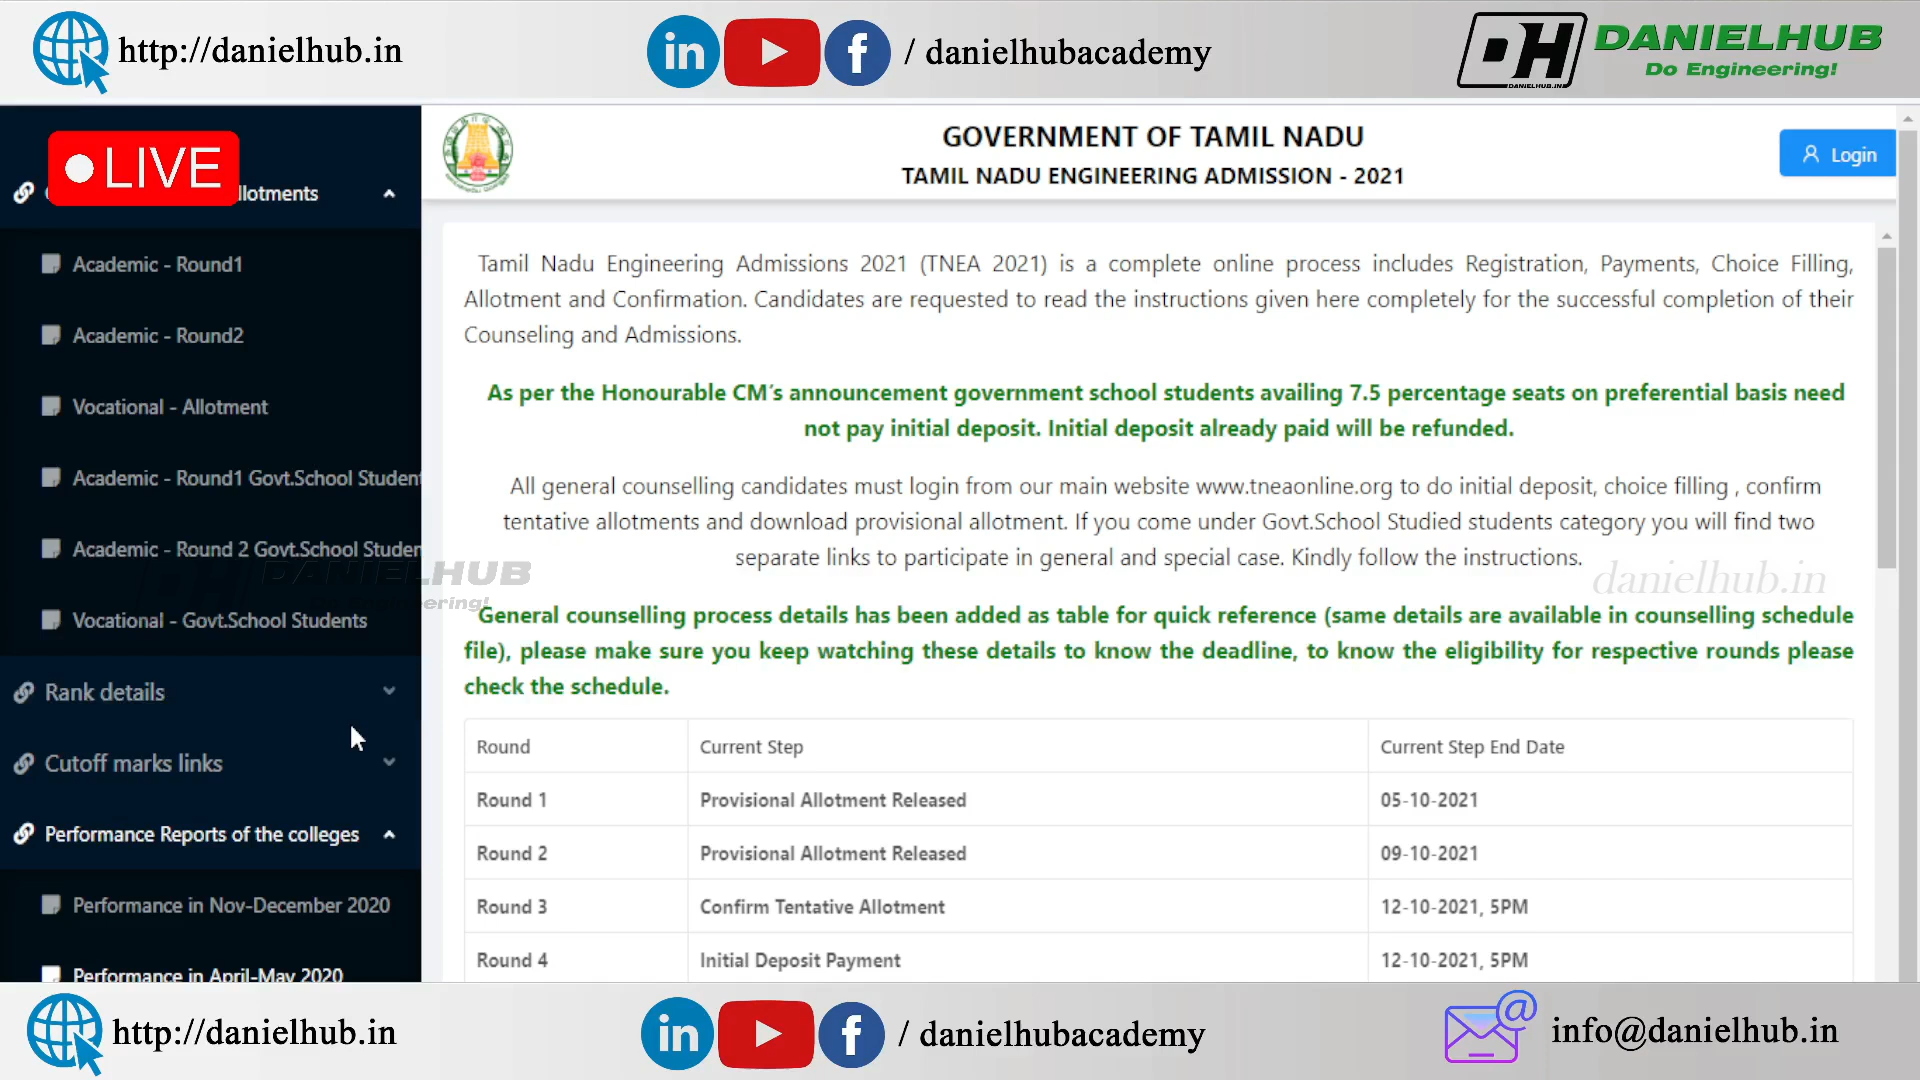 http://danielhub.in
in f / danielhubacademy
DH DANIELHUB
DANIELHUB.IN Do Engineering!
LIVE
llotments
Academic - Round1
Academic - Round2
Vocational - Allotment
Academic - Round1 Govt.School Student
Academic - Round 2 Govt.School Studen
Vocational - Govt.School Students
Rank details
Cutoff marks links
Performance Reports of the colleges
Performance in Nov-December 2020
Performance in April-May 2020
GOVERNMENT OF TAMIL NADU
TAMIL NADU ENGINEERING ADMISSION - 2021
Login
Tamil Nadu Engineering Admissions 2021 (TNEA 2021) is a complete online process includes Registration, Payments, Choice Filling,
Allotment and Confirmation. Candidates are requested to read the instructions given here completely for the successful completion of their
Counseling and Admissions.
As per the Honourable CM's announcement government school students availing 7.5 percentage seats on preferential basis need
not pay initial deposit. Initial deposit already paid will be refunded.
All general counselling candidates must login from our main website www.tneaonline.org to do initial deposit, choice filling , confirm
tentative allotments and download provisional allotment. If you come under Govt.School Studied students category you will find two
separate links to participate in general and special case. Kindly follow the instructions.
DH DANIELHUB
Do Engineering!
danielhub.in
General counselling process details has been added as table for quick reference (same details are available in counselling schedule
file), please make sure you keep watching these details to know the deadline, to know the eligibility for respective rounds please
check the schedule.
Round Current Step Current Step End Date
Round 1 Provisional Allotment Released 05-10-2021
Round 2 Provisional Allotment Released 09-10-2021
Round 3 Confirm Tentative Allotment 12-10-2021, 5PM
Round 4 Initial Deposit Payment 12-10-2021, 5PM
http://danielhub.in
in f / danielhubacademy
@ info@danielhub.in